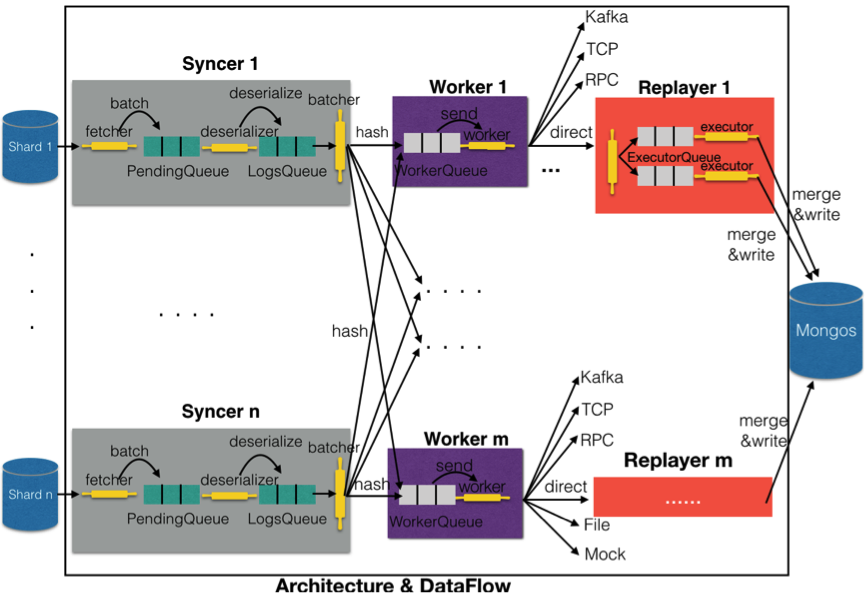 Kafka
TCP
RPC
Syncer 1
Worker 1
Replayer 1
batch
deserialize
batcher
fetcher
deserializer
hash
send
worker
direct
executor
Shard 1
PendingQueue
LogsQueue
WorkerQueue
ExecutorQueue
executor
...
merge
&write
merge
&write
. . . .
. . . .
hash
. . . .
Mongos
Kafka
TCP
RPC
Syncer n
Worker m
Replayer m
merge
&write
batch
deserialize
batcher
fetcher
deserializer
hash
send
worker
direct
......
Shard n
PendingQueue
LogsQueue
WorkerQueue
File
Mock
Architecture & DataFlow